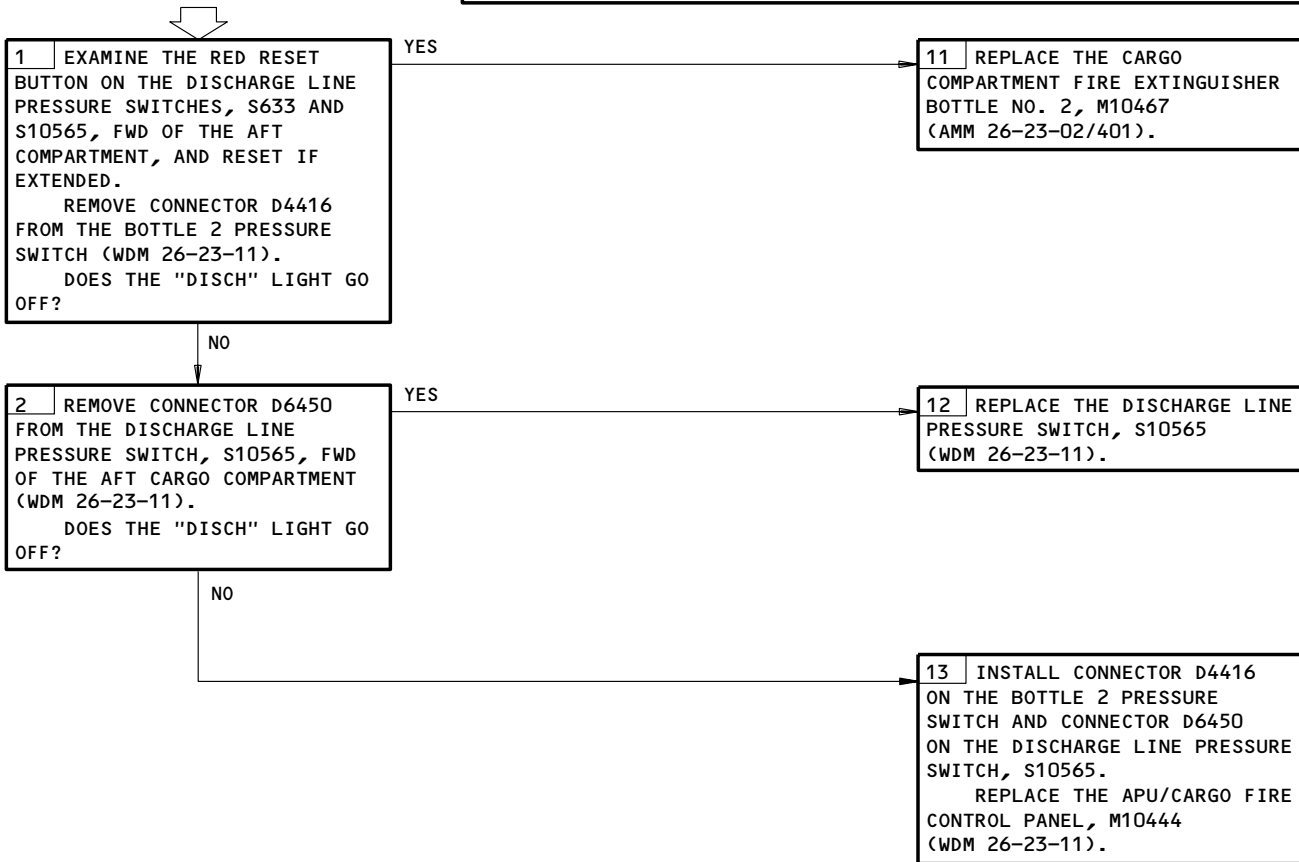 1 EXAMINE THE RED RESET
BUTTON ON THE DISCHARGE LINE
PRESSURE SWITCHES, S633 AND
S10565, FWD OF THE AFT
COMPARTMENT, AND RESET IF
EXTENDED.
REMOVE CONNECTOR D4416
FROM THE BOTTLE 2 PRESSURE
SWITCH (WDM 26-23-11).
DOES THE "DISCH" LIGHT GO
OFF?
YES
11 REPLACE THE CARGO
COMPARTMENT FIRE EXTINGUISHER
BOTTLE NO. 2, M10467
(AMM 26-23-02/401).
NO
2 REMOVE CONNECTOR D6450
FROM THE DISCHARGE LINE
PRESSURE SWITCH, S10565, FWD
OF THE AFT CARGO COMPARTMENT
(WDM 26-23-11).
DOES THE "DISCH" LIGHT GO
OFF?
YES
12 REPLACE THE DISCHARGE LINE
PRESSURE SWITCH, S10565
(WDM 26-23-11).
NO
13 INSTALL CONNECTOR D4416
ON THE BOTTLE 2 PRESSURE
SWITCH AND CONNECTOR D6450
ON THE DISCHARGE LINE PRESSURE
SWITCH, S10565.
REPLACE THE APU/CARGO FIRE
CONTROL PANEL, M10444
(WDM 26-23-11).